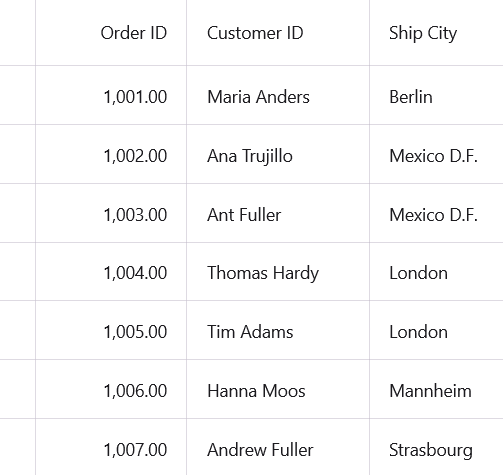 Order ID Customer ID Ship City
1,001.00 Maria Anders Berlin
1,002.00 Ana Trujillo Mexico D.F.
1,003.00 Ant Fuller Mexico D.F.
1,004.00 Thomas Hardy London
1,005.00 Tim Adams London
1,006.00 Hanna Moos Mannheim
1,007.00 Andrew Fuller Strasbourg